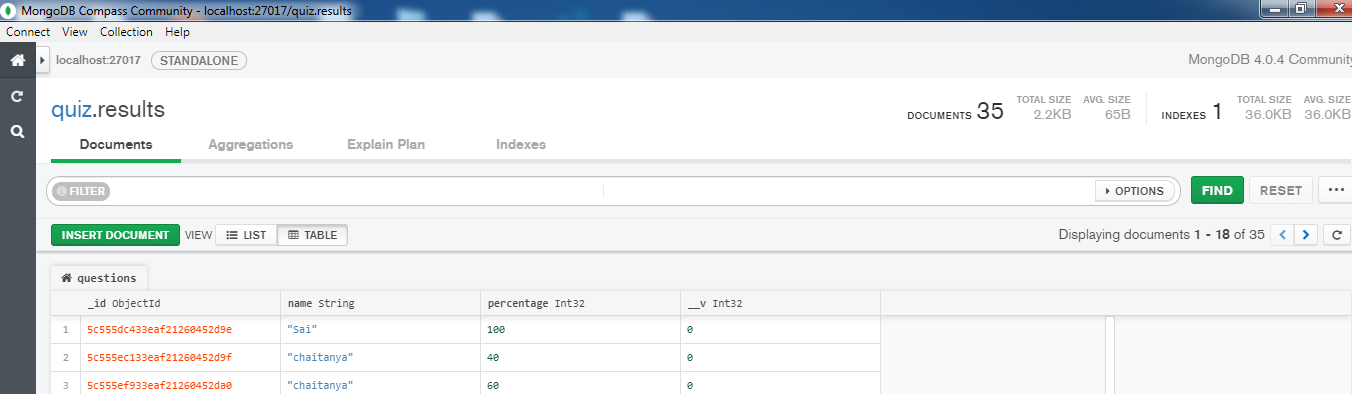 MongoDB Compass Community - localhost:27017/quiz.results
Connect View Collection Help
localhost:27017 STANDALONE MongoDB 4.0.4 Community
quiz.results DOCUMENTS 35 TOTAL SIZE 2.2KB AVG. SIZE 65B INDEXES 1 TOTAL SIZE 36.0KB AVG. SIZE 36.0KB
Documents Aggregations Explain Plan Indexes
FILTER OPTIONS FIND RESET ...
INSERT DOCUMENT VIEW LIST TABLE Displaying documents 1 - 18 of 35
questions
_id ObjectId name String percentage Int32 __v Int32
1 5c555dc433eaf21260452d9e "Sai" 100 0
2 5c555ec133eaf21260452d9f "chaitanya" 40 0
3 5c555ef933eaf21260452da0 "chaitanya" 60 0